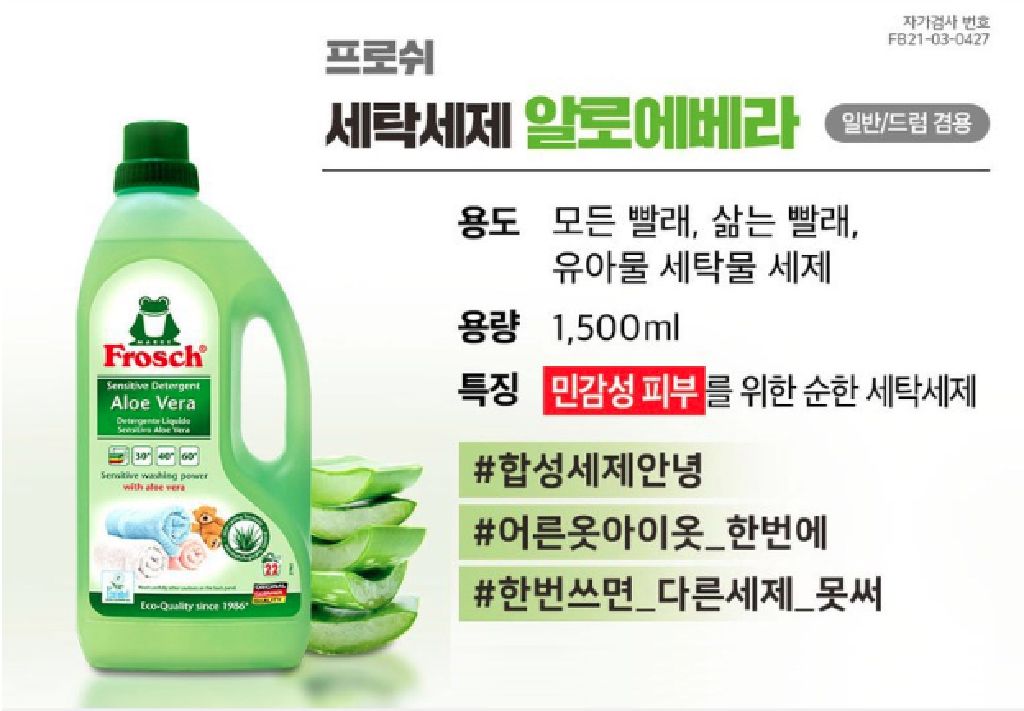 자가검사 번호
FB21-03-0427
프로쉬
세탁세제 알로에베라 일반/드럼 겸용
용도 모든 빨래, 삶는 빨래,
유아물 세탁물 세제
용량 1,500ml
특징 민감성 피부를 위한 순한 세탁세제
#합성세제안녕
#어른옷아이옷_한번에
#한번쓰면_다른세제_못써
Frosch®
Sensitive Detergent
Aloe Vera
Detergente Líquido
Sensitivo Aloe Vera
30° 40° 60°
Sensitive washing power
with aloe vera
22
Eco-Quality since 1986*